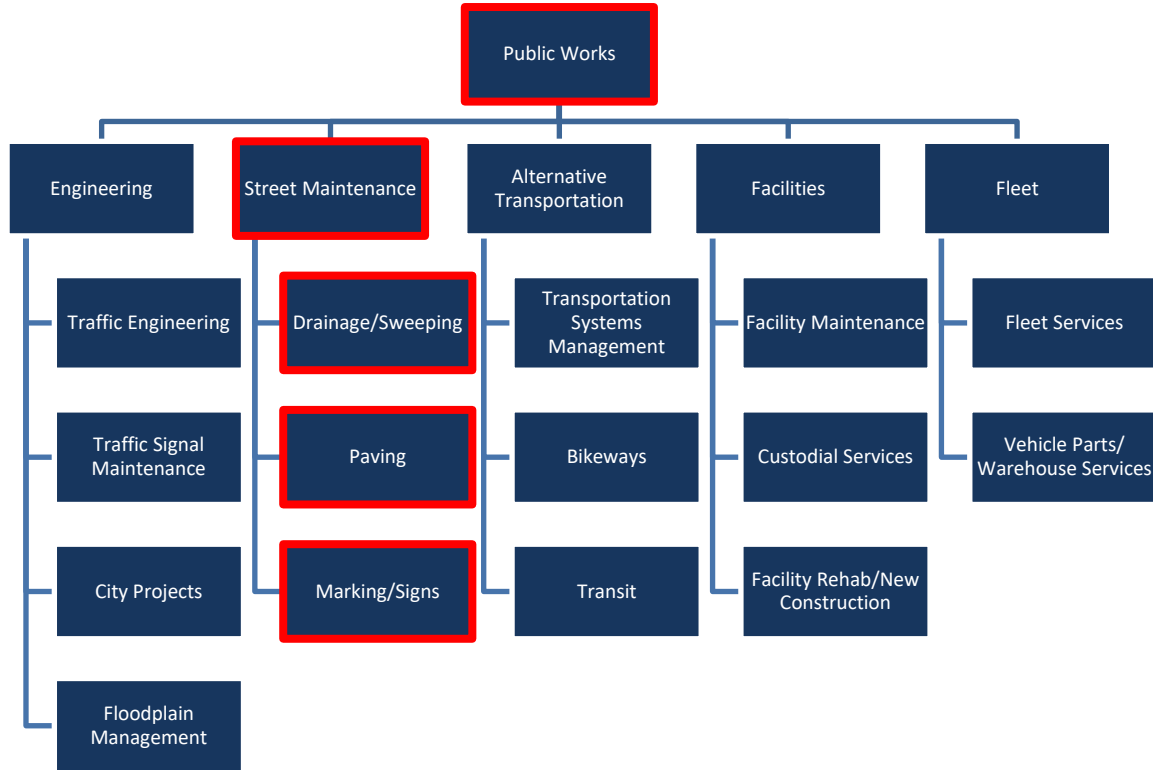 Public Works
Engineering
Street Maintenance
Alternative
Transportation
Facilities
Fleet
Traffic Engineering
Drainage/Sweeping
Transportation
Systems
Management
Facility Maintenance
Fleet Services
Traffic Signal
Maintenance
Paving
Bikeways
Custodial Services
Vehicle Parts/
Warehouse Services
City Projects
Marking/Signs
Transit
Facility Rehab/New
Construction
Floodplain
Management